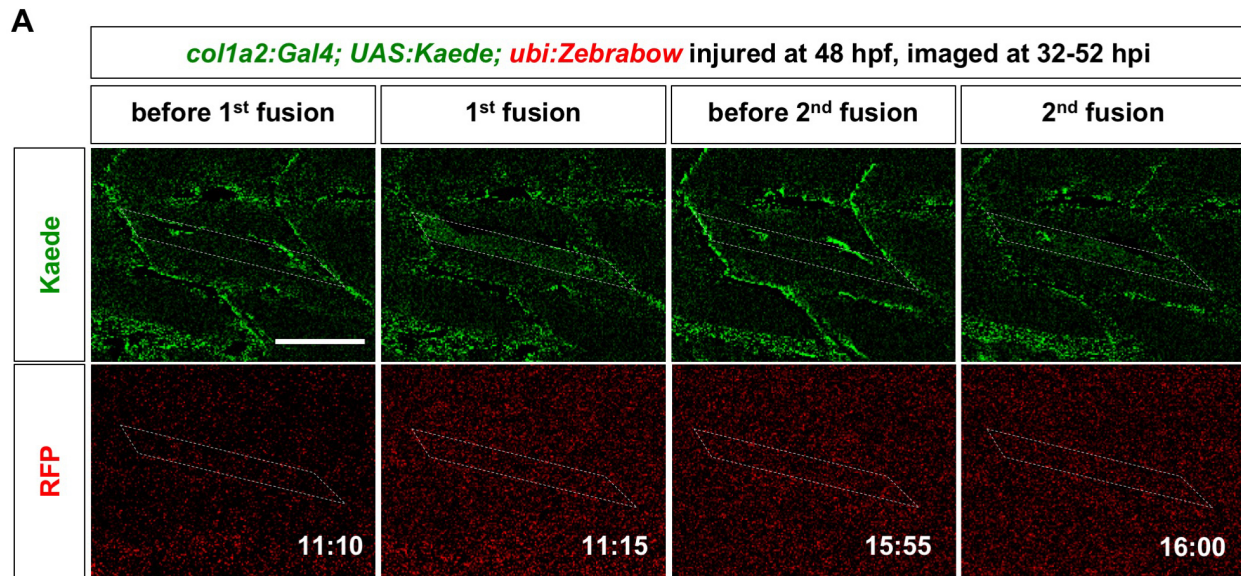 A
col1a2:Gal4; UAS:Kaede; ubi:Zebrabow injured at 48 hpf, imaged at 32-52 hpi
before 1st fusion
1st fusion
before 2nd fusion
2nd fusion
Kaede
RFP
11:10
11:15
15:55
16:00